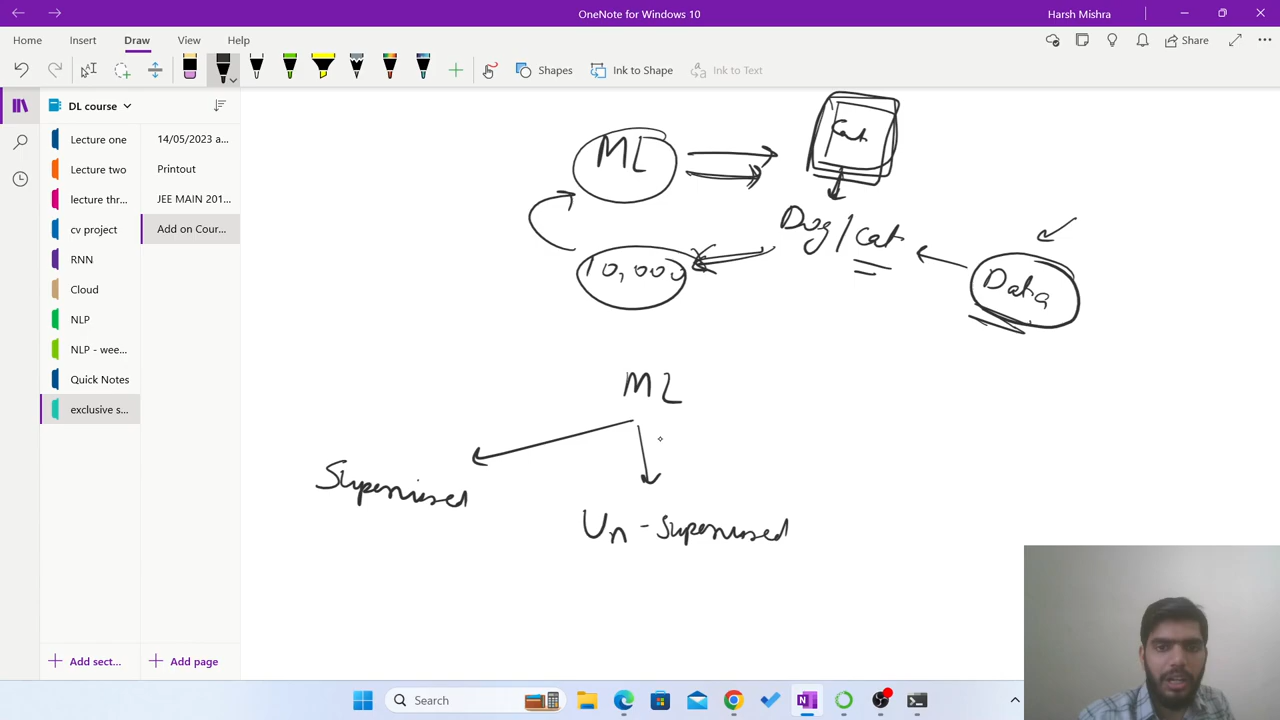 OneNote for Windows 10
Harsh Mishra
Home Insert Draw View Help
Share
Shapes Ink to Shape Ink to Text
DL course
Lecture one
Lecture two
lecture thr...
cv project
RNN
Cloud
NLP
NLP - wee...
Quick Notes
exclusive s...
14/05/2023 a...
Printout
JEE MAIN 201...
Add on Cour...
ML
Cat
Dog/Cat
10,000
Data
ML
Supervised
Un-Supervised
Add sect...
Add page
Search